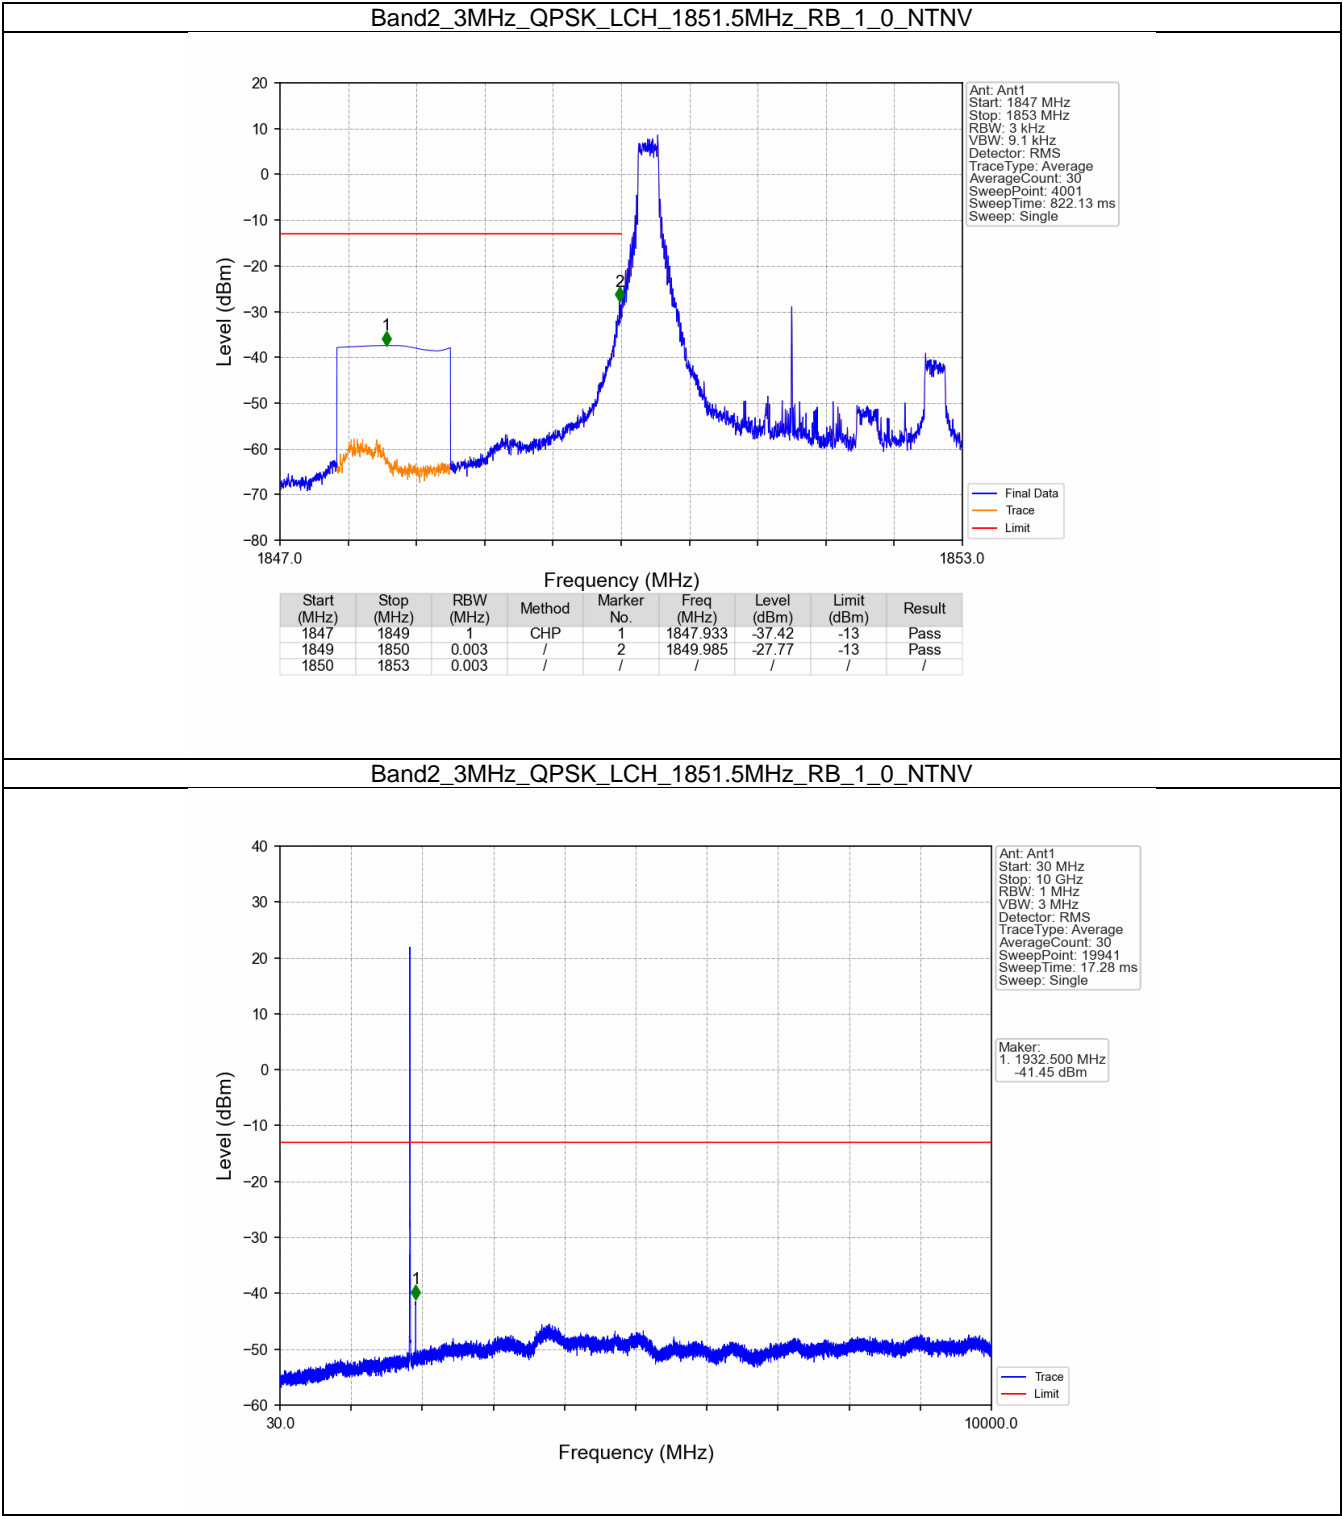 Band2_3MHz_QPSK_LCH_1851.5MHz_RB_1_0_NTNV
20
10
0
−10
−20
−30
−40
−50
−60
−70
−80
Level (dBm)
1
2
1847.0
1853.0
Frequency (MHz)
Ant: Ant1
Start: 1847 MHz
Stop: 1853 MHz
RBW: 3 kHz
VBW: 9.1 kHz
Detector: RMS
TraceType: Average
AverageCount: 30
SweepPoint: 4001
SweepTime: 822.13 ms
Sweep: Single
Final Data
Trace
Limit
Start (MHz) Stop (MHz) RBW (MHz) Method Marker No. Freq (MHz) Level (dBm) Limit (dBm) Result
1847 1849 1 CHP 1 1847.933 -37.42 -13 Pass
1849 1850 0.003 / 2 1849.985 -27.77 -13 Pass
1850 1853 0.003 / / / / / /
Band2_3MHz_QPSK_LCH_1851.5MHz_RB_1_0_NTNV
40
30
20
10
0
−10
−20
−30
−40
−50
−60
Level (dBm)
1
30.0
10000.0
Frequency (MHz)
Ant: Ant1
Start: 30 MHz
Stop: 10 GHz
RBW: 1 MHz
VBW: 3 MHz
Detector: RMS
TraceType: Average
AverageCount: 30
SweepPoint: 19941
SweepTime: 17.28 ms
Sweep: Single
Maker:
1. 1932.500 MHz
-41.45 dBm
Trace
Limit